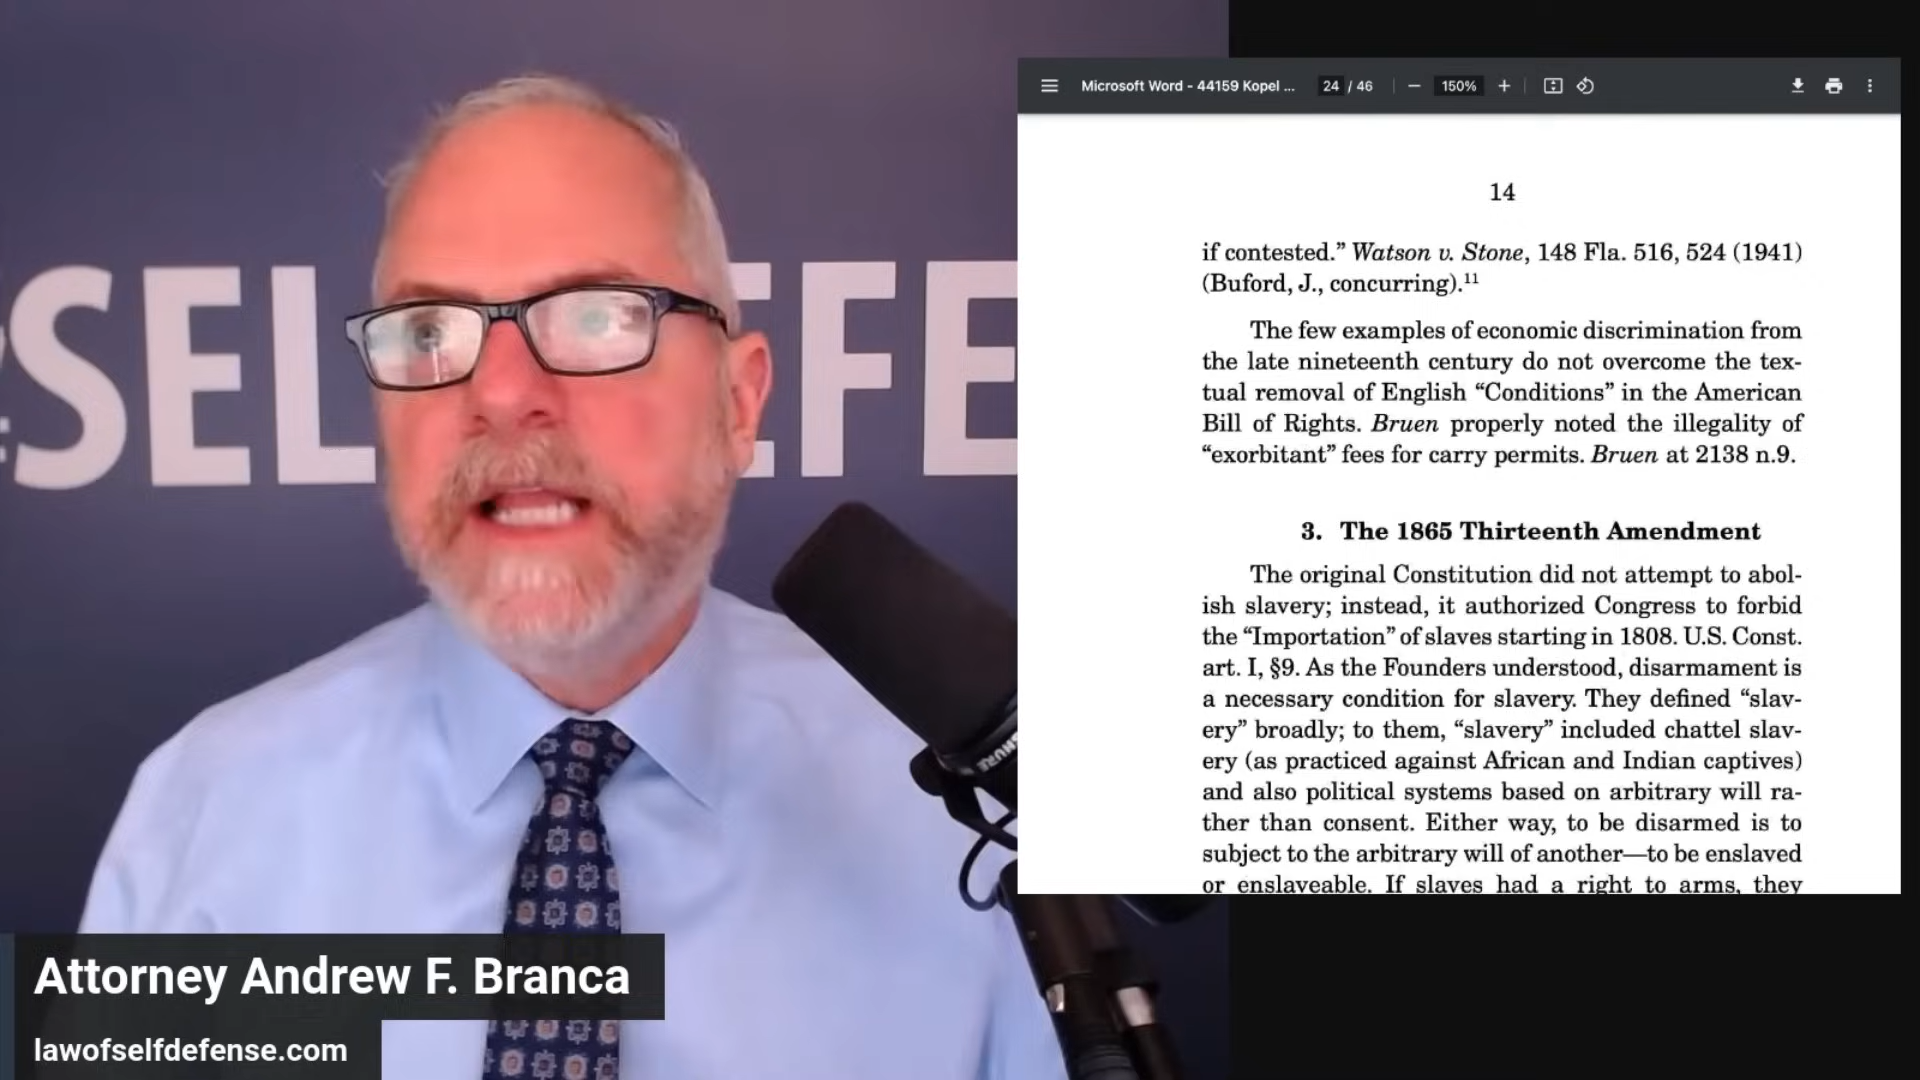 #SELF DEFE
Microsoft Word - 44159 Kopel ... 24 / 46 150%
14
if contested.” Watson v. Stone, 148 Fla. 516, 524 (1941)
(Buford, J., concurring).¹¹
The few examples of economic discrimination from
the late nineteenth century do not overcome the tex-
tual removal of English “Conditions” in the American
Bill of Rights. Bruen properly noted the illegality of
“exorbitant” fees for carry permits. Bruen at 2138 n.9.
3. The 1865 Thirteenth Amendment
The original Constitution did not attempt to abol-
ish slavery; instead, it authorized Congress to forbid
the “Importation” of slaves starting in 1808. U.S. Const.
art. I, §9. As the Founders understood, disarmament is
a necessary condition for slavery. They defined “slav-
ery” broadly; to them, “slavery” included chattel slav-
ery (as practiced against African and Indian captives)
and also political systems based on arbitrary will ra-
ther than consent. Either way, to be disarmed is to
subject to the arbitrary will of another—to be enslaved
or enslaveable. If slaves had a right to arms, they
SHURE
Attorney Andrew F. Branca
lawofselfdefense.com